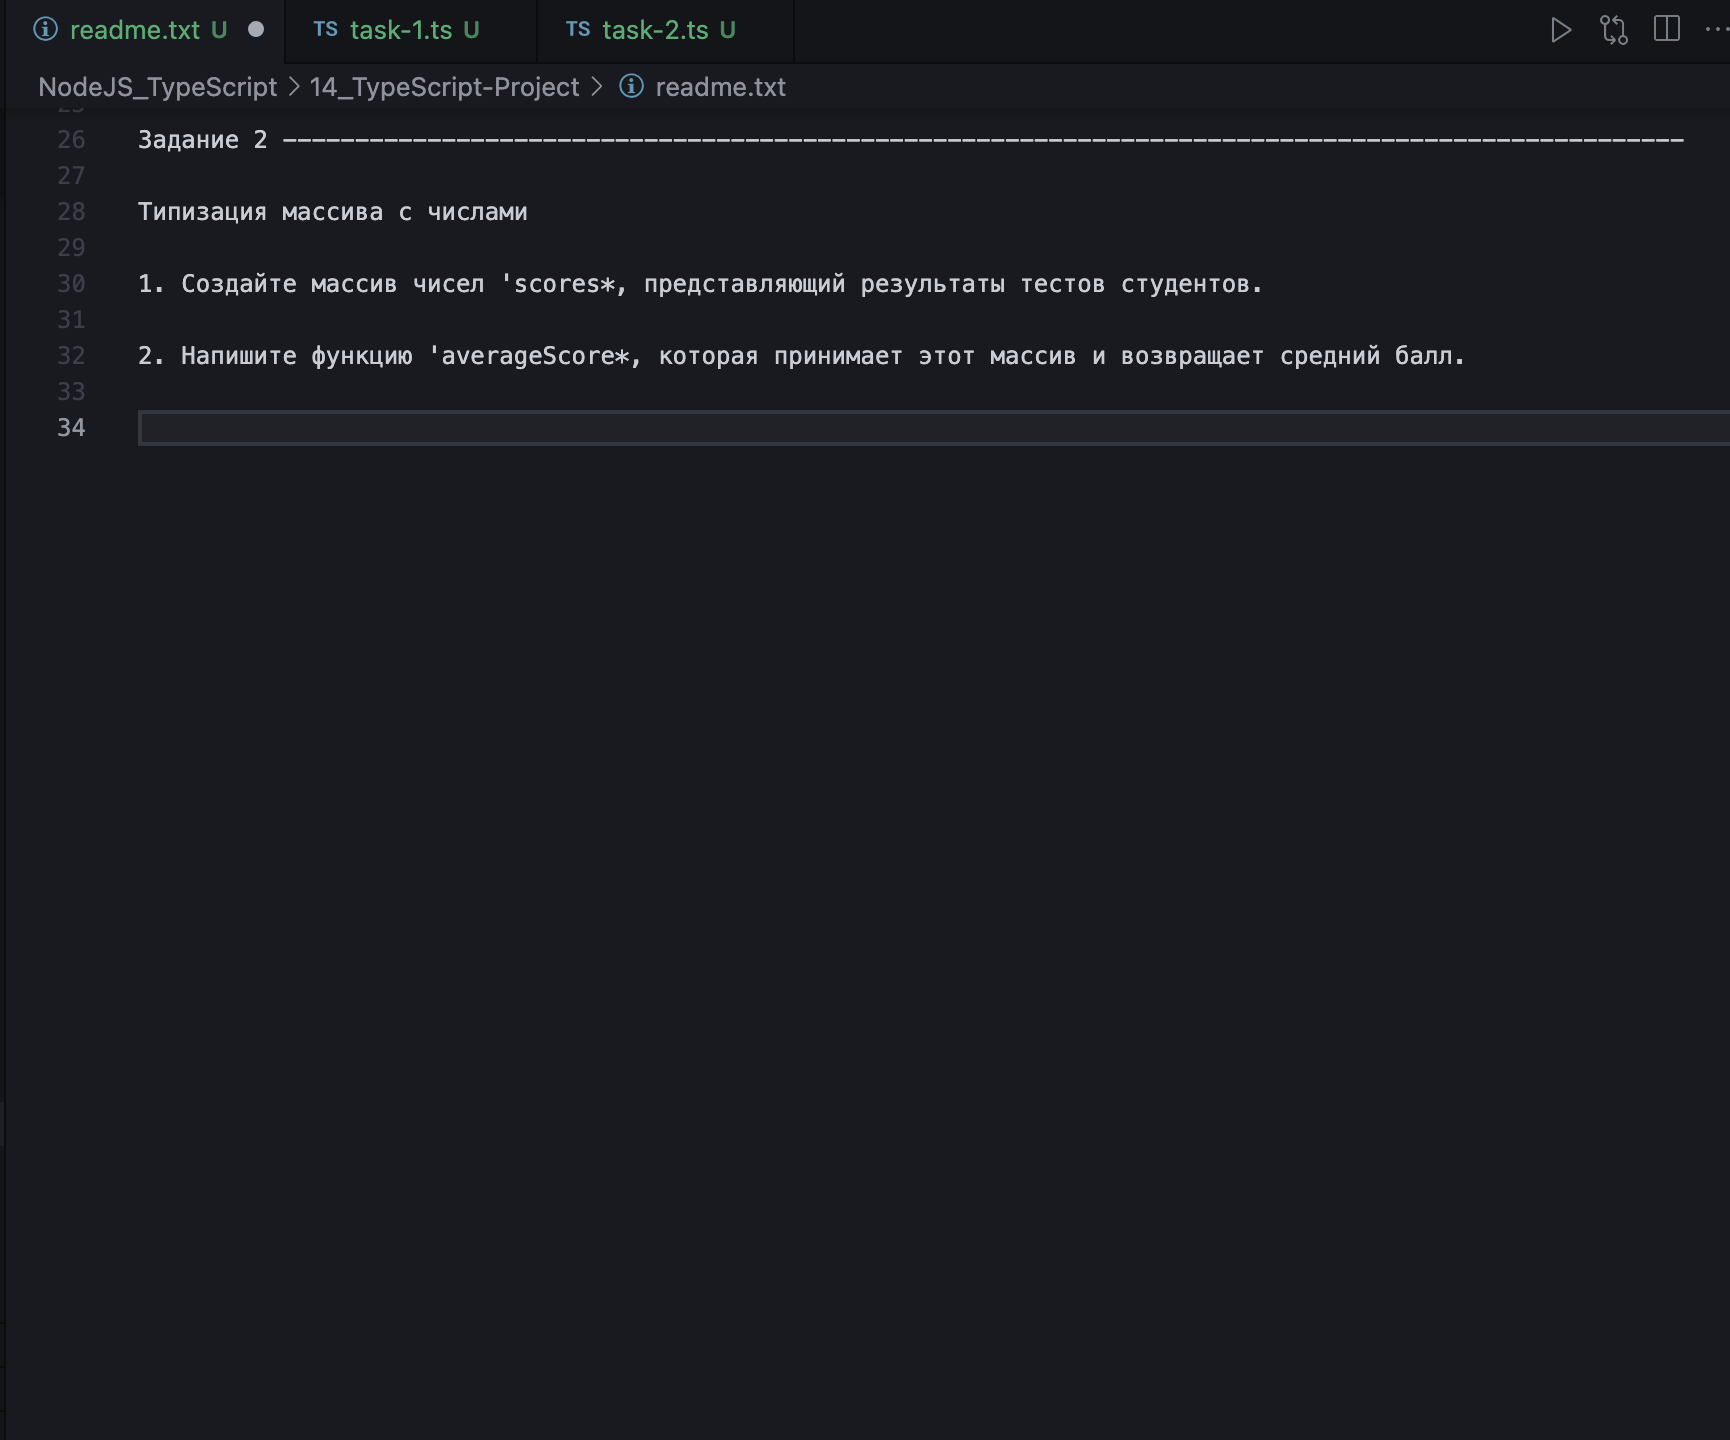 readme.txt U
TS task-1.ts U
TS task-2.ts U
NodeJS_TypeScript > 14_TypeScript-Project > readme.txt
26 Задание 2 -------------------------------------------------------------------------------------------------
27
28 Типизация массива с числами
29
30 1. Создайте массив чисел 'scores*, представляющий результаты тестов студентов.
31
32 2. Напишите функцию 'averageScore*, которая принимает этот массив и возвращает средний балл.
33
34